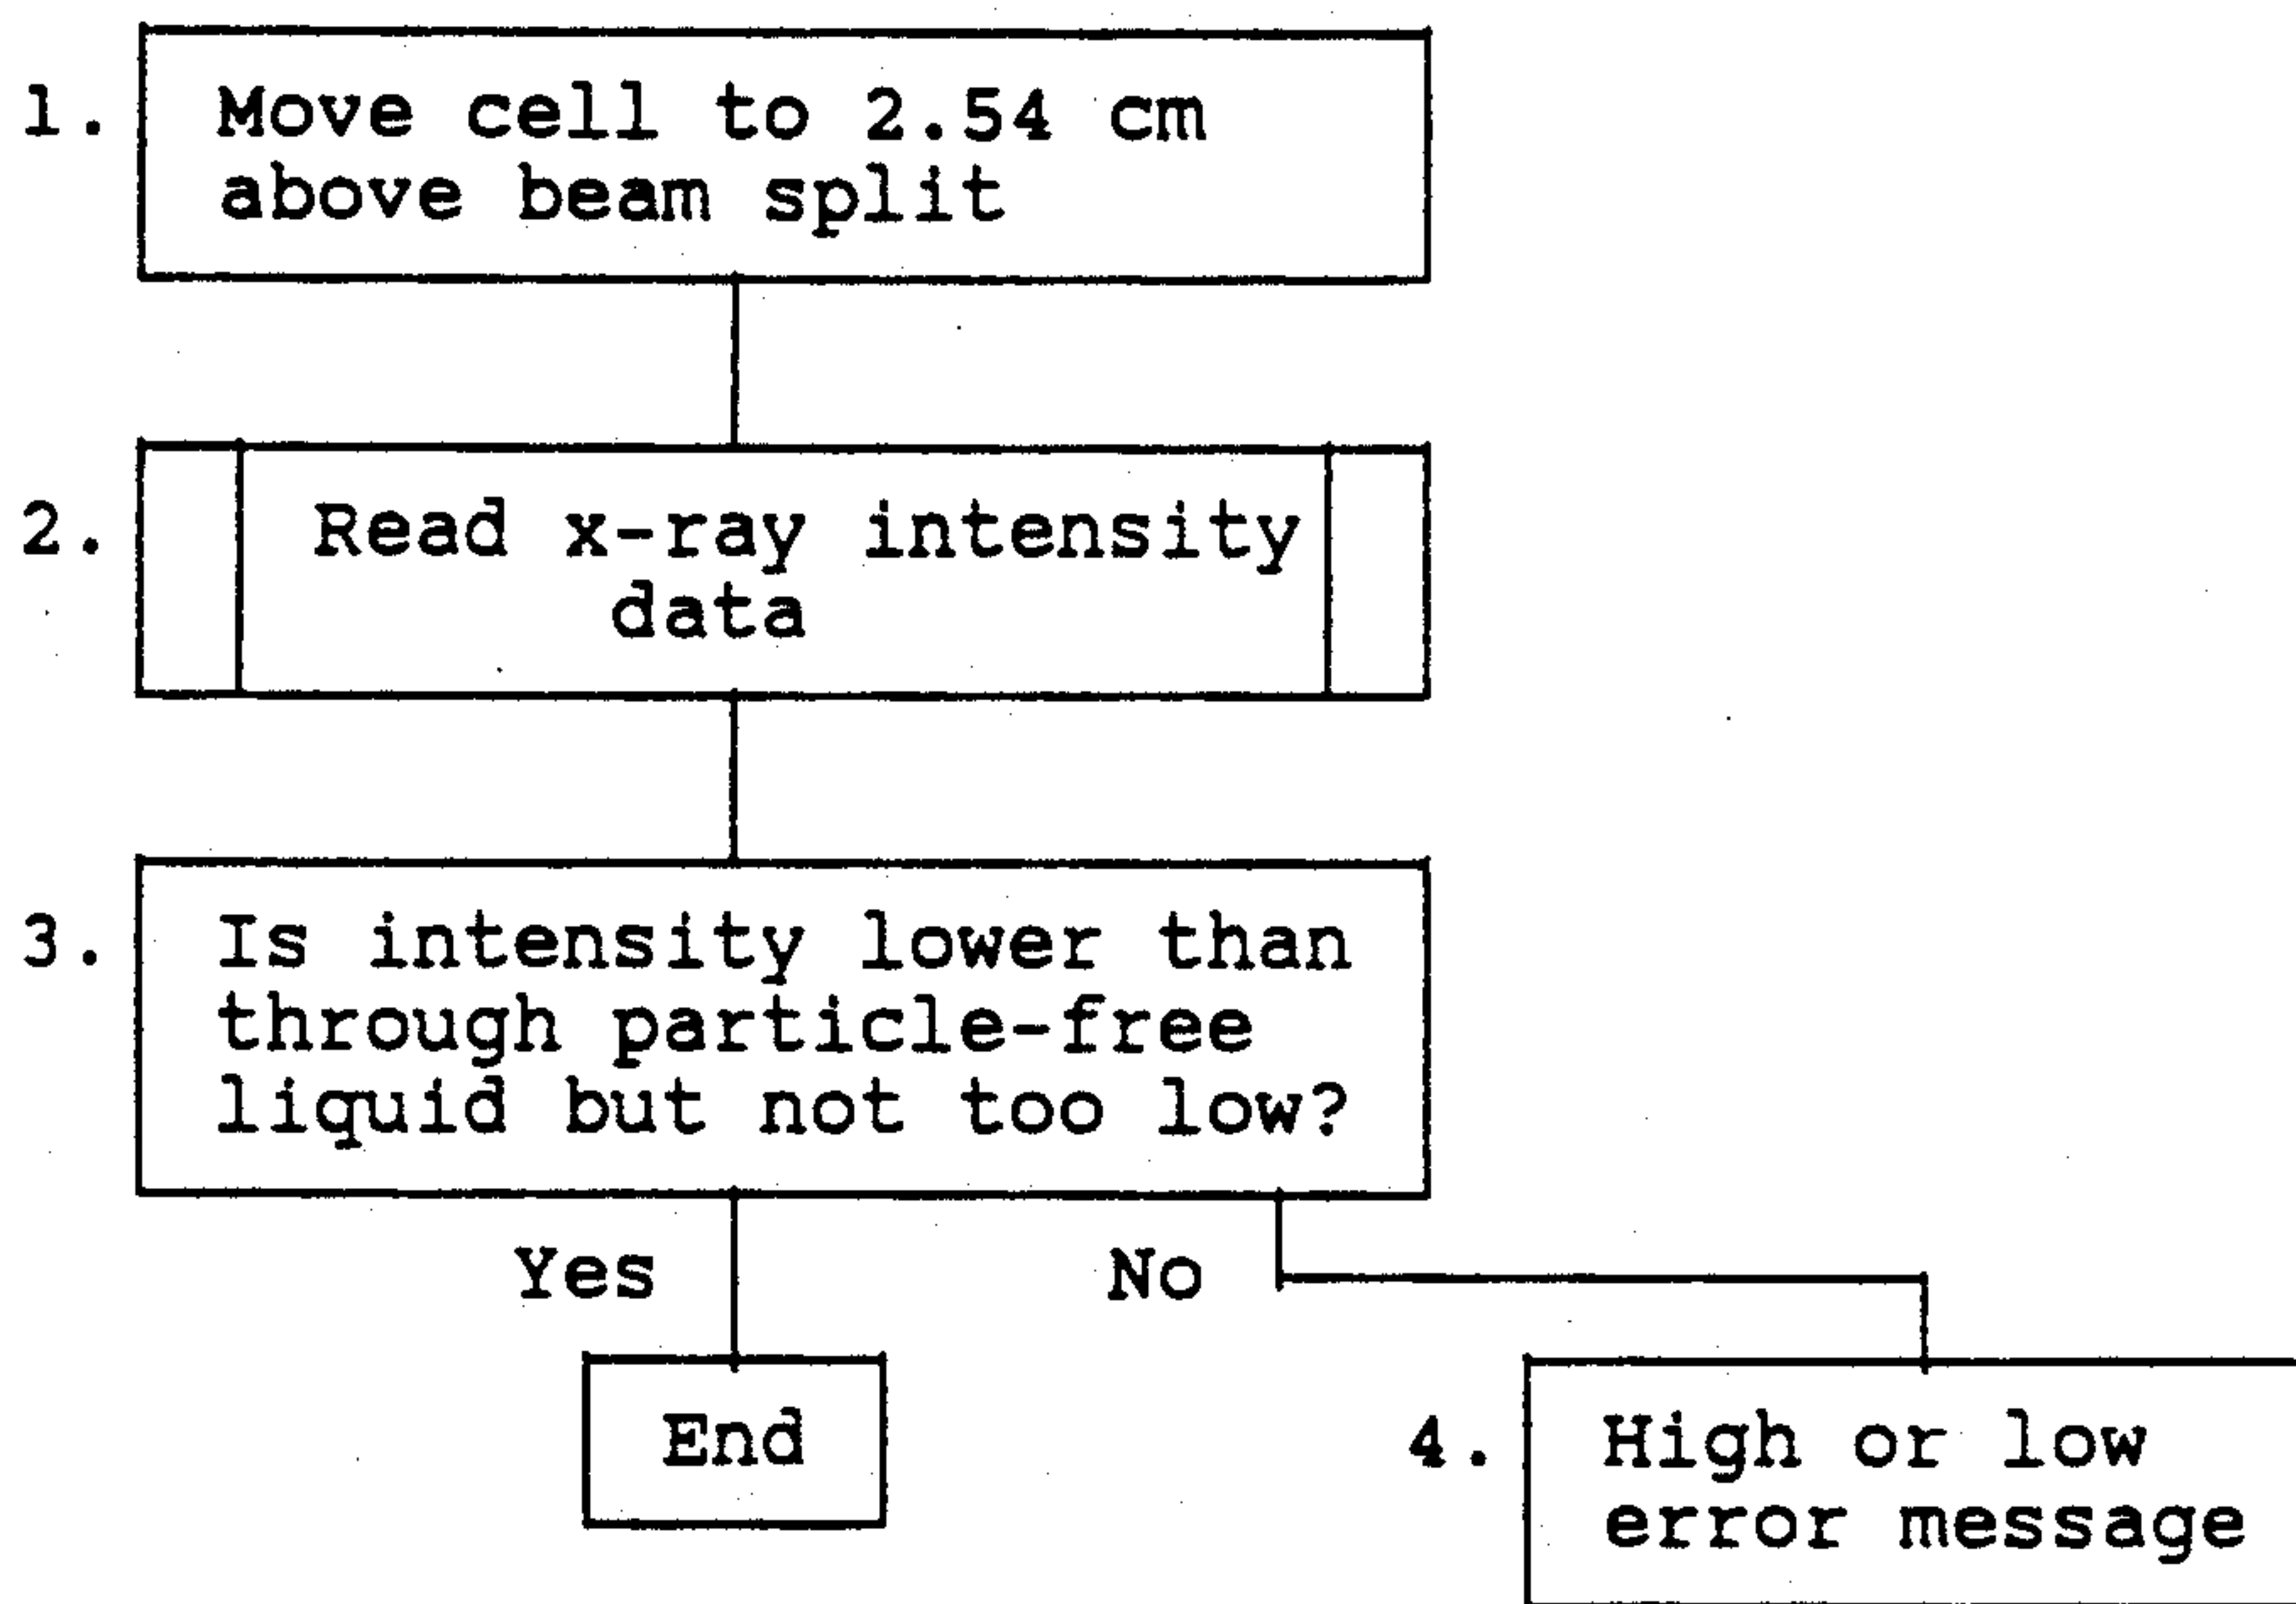 1. Move cell to 2.54 cm
above beam split
2. Read x-ray intensity
data
3. Is intensity lower than
through particle-free
liquid but not too low?
Yes No
End
4. High or low
error message